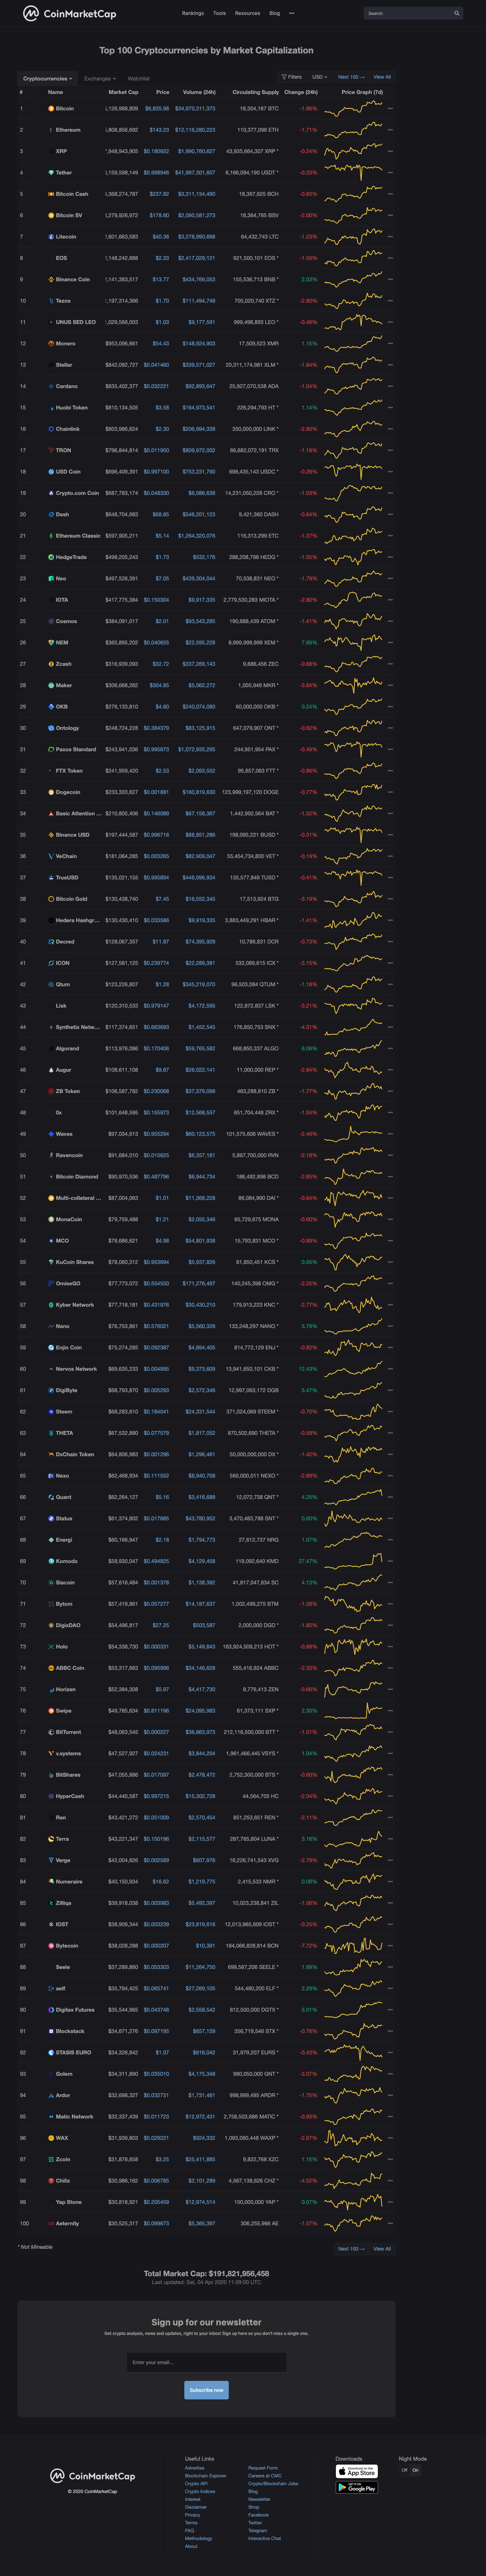 CoinMarketCap
Rankings Tools Resources Blog •••
Search
Top 100 Cryptocurrencies by Market Capitalization
Cryptocurrencies Exchanges Watchlist
Filters USD Next 100 → View All
# Name Market Cap Price Volume (24h) Circulating Supply Change (24h) Price Graph (7d)
1 Bitcoin $6,835.98 $34,970,311,373 18,304,187 BTC -1.86%
2 Ethereum $143.23 $12,116,280,223 110,377,096 ETH -1.71%
3 XRP $0.180922 $1,990,760,827 43,935,664,307 XRP * -0.24%
4 Tether $0.998946 $41,997,301,607 6,166,094,190 USDT * -0.33%
5 Bitcoin Cash $237.82 $3,311,134,490 18,367,625 BCH -0.83%
6 Bitcoin SV $178.60 $2,090,581,273 18,364,765 BSV -2.00%
7 Litecoin $40.38 $3,278,990,698 64,432,743 LTC -1.23%
8 EOS $2.33 $2,417,029,121 921,500,101 EOS * -1.58%
9 Binance Coin $13.77 $434,769,053 155,536,713 BNB * 2.03%
10 Tezos $1.70 $111,494,748 705,020,740 XTZ * -2.80%
11 UNUS SED LEO $1.03 $9,177,591 999,498,893 LEO * -0.49%
12 Monero $953,096,661 $54.43 $148,924,903 17,509,523 XMR 1.15%
13 Stellar $842,092,727 $0.041460 $339,571,027 20,311,174,981 XLM * -1.84%
14 Cardano $835,402,377 $0.032221 $92,893,647 25,927,070,538 ADA -1.04%
15 Huobi Token $810,134,505 $3.58 $164,973,541 226,294,793 HT * 1.14%
16 Chainlink $803,986,624 $2.30 $206,994,338 350,000,000 LINK * -2.80%
17 TRON $796,844,814 $0.011950 $809,972,002 66,682,072,191 TRX -1.18%
18 USD Coin $696,409,391 $0.997100 $753,231,790 698,435,143 USDC * -0.29%
19 Crypto.com Coin $687,783,174 $0.048330 $6,086,838 14,231,050,228 CRO * -1.03%
20 Dash $648,704,683 $68.85 $546,201,123 9,421,360 DASH -0.64%
21 Ethereum Classic $597,905,211 $5.14 $1,264,320,076 116,313,299 ETC -1.37%
22 HedgeTrade $498,205,243 $1.73 $532,176 288,208,798 HEDG * -1.55%
23 Neo $497,526,391 $7.05 $439,304,044 70,538,831 NEO * -1.78%
24 IOTA $417,775,384 $0.150304 $9,917,335 2,779,530,283 MIOTA * -2.80%
25 Cosmos $384,091,017 $2.01 $93,543,285 190,688,439 ATOM * -1.41%
26 NEM $365,895,202 $0.040655 $22,595,228 8,999,999,999 XEM * 7.69%
27 Zcash $316,939,093 $32.72 $337,269,143 9,686,456 ZEC -0.68%
28 Maker $306,668,262 $304.85 $5,062,272 1,005,949 MKR * -3.84%
29 OKB $276,133,810 $4.60 $240,074,080 60,000,000 OKB * 0.24%
30 Ontology $248,724,228 $0.384379 $83,125,915 647,079,907 ONT * -0.62%
31 Paxos Standard $243,941,036 $0.995873 $1,072,935,295 244,951,954 PAX * -0.49%
32 FTX Token $241,959,420 $2.53 $2,093,552 95,657,063 FTT * -0.86%
33 Dogecoin $233,303,627 $0.001881 $160,819,630 123,999,197,120 DOGE -0.77%
34 Basic Attention ... $210,805,406 $0.146089 $67,158,367 1,442,992,564 BAT * -1.52%
35 Binance USD $197,444,587 $0.996716 $88,651,286 198,095,221 BUSD * -0.31%
36 VeChain $181,064,285 $0.003265 $82,909,047 55,454,734,800 VET * -0.19%
37 TrueUSD $135,021,155 $0.995894 $446,096,934 135,577,849 TUSD * -0.41%
38 Bitcoin Gold $130,438,740 $7.45 $16,552,345 17,513,924 BTG -3.19%
39 Hedera Hashgr... $130,430,410 $0.033586 $9,919,335 3,883,449,291 HBAR * -1.41%
40 Decred $128,067,357 $11.87 $74,395,929 10,786,831 DCR -0.73%
41 ICON $127,581,125 $0.239774 $22,289,381 532,089,615 ICX * -3.15%
42 Qtum $123,226,807 $1.28 $345,219,070 96,503,084 QTUM * -1.18%
43 Lisk $120,310,533 $0.979147 $4,172,595 122,872,837 LSK * -3.21%
44 Synthetix Netw... $117,374,651 $0.663693 $1,452,545 176,850,733 SNX * -4.31%
45 Algorand $113,976,086 $0.170406 $59,765,582 668,850,337 ALGO 6.06%
46 Augur $108,611,108 $9.87 $26,022,141 11,000,000 REP * -2.84%
47 ZB Token $106,587,782 $0.230068 $37,379,098 463,288,810 ZB * -1.77%
48 0x $101,648,595 $0.155973 $12,568,557 651,704,448 ZRX * -1.04%
49 Waves $97,034,613 $0.955294 $60,123,575 101,575,606 WAVES * -2.46%
50 Ravencoin $91,684,010 $0.015625 $6,357,181 5,867,700,000 RVN -2.18%
51 Bitcoin Diamond $90,970,536 $0.487796 $6,944,734 186,492,898 BCD -2.95%
52 Multi-collateral ... $87,004,063 $1.01 $11,368,228 86,084,990 DAI * -0.64%
53 MonaCoin $79,759,488 $1.21 $2,055,346 65,729,675 MONA -0.60%
54 MCO $78,686,621 $4.98 $54,801,938 15,793,831 MCO * -0.99%
55 KuCoin Shares $78,060,312 $0.953694 $5,937,826 81,850,451 KCS * 0.05%
56 OmiseGO $77,773,072 $0.554550 $171,276,497 140,245,398 OMG * -2.25%
57 Kyber Network $77,718,181 $0.431976 $30,430,210 179,913,223 KNC * -2.77%
58 Nano $76,753,861 $0.576021 $5,560,328 133,248,297 NANO * 5.79%
59 Enjin Coin $75,274,285 $0.092387 $4,894,405 814,772,129 ENJ * -0.82%
60 Nervos Network $69,635,233 $0.004995 $9,373,609 13,941,650,101 CKB * 12.43%
61 DigiByte $68,793,870 $0.005293 $2,572,346 12,997,063,172 DGB 5.47%
62 Steem $68,283,610 $0.184041 $24,331,544 371,024,069 STEEM * -0.70%
63 THETA $67,532,880 $0.077579 $1,817,052 870,502,690 THETA * -0.58%
64 DxChain Token $64,806,983 $0.001296 $1,296,461 50,000,000,000 DX * -1.42%
65 Nexo $62,468,934 $0.111552 $8,940,708 560,000,011 NEXO * -2.89%
66 Quant $62,264,127 $5.16 $3,416,688 12,072,738 QNT * 4.25%
67 Status $61,374,802 $0.017685 $43,780,952 3,470,483,788 SNT * 0.60%
68 Energi $60,166,947 $2.18 $1,794,773 27,612,737 NRG 1.07%
69 Komodo $58,930,047 $0.494825 $4,129,458 119,092,640 KMD 27.47%
70 Siacoin $57,616,484 $0.001378 $1,138,392 41,817,047,634 SC 4.13%
71 Bytom $57,419,861 $0.057277 $14,187,637 1,002,499,275 BTM -1.28%
72 DigixDAO $54,496,817 $27.25 $503,587 2,000,000 DGD * -1.80%
73 Holo $54,336,730 $0.000331 $5,149,843 163,924,509,213 HOT * -0.88%
74 ABBC Coin $53,317,663 $0.095996 $34,146,828 555,416,924 ABBC -2.33%
75 Horizen $52,384,308 $5.97 $4,417,730 8,778,413 ZEN -0.66%
76 Swipe $49,785,634 $0.811196 $24,095,983 61,373,111 SXP * 2.30%
77 BitTorrent $48,063,545 $0.000227 $36,863,973 212,116,500,000 BTT * -1.01%
78 v.systems $47,527,927 $0.024231 $3,844,204 1,961,466,445 VSYS * 1.04%
79 BitShares $47,055,886 $0.017097 $2,478,472 2,752,300,000 BTS * -0.60%
80 HyperCash $44,440,587 $0.997215 $15,302,728 44,564,705 HC -2.94%
81 Ren $43,421,272 $0.051009 $2,570,454 851,253,651 REN * -2.11%
82 Terra $43,221,347 $0.150196 $2,115,577 287,765,804 LUNA * 3.16%
83 Verge $42,004,826 $0.002589 $607,976 16,226,741,543 XVG -2.79%
84 Numeraire $40,150,934 $16.62 $1,219,775 2,415,533 NMR * 0.08%
85 Zilliqa $39,918,038 $0.003983 $5,492,397 10,023,238,841 ZIL -1.06%
86 IOST $38,909,344 $0.003239 $23,819,616 12,013,965,609 IOST * -0.25%
87 Bytecoin $38,028,288 $0.000207 $10,391 184,066,828,814 BCN -7.72%
88 Seele $37,289,860 $0.053303 $11,264,750 699,587,206 SEELE * 1.69%
89 aelf $35,794,425 $0.065741 $27,269,105 544,480,200 ELF * 2.29%
90 Digitex Futures $35,544,965 $0.043748 $2,558,542 812,500,000 DGTX * 5.01%
91 Blockstack $34,671,276 $0.097195 $657,159 356,719,546 STX * -0.76%
92 STASIS EURO $34,326,842 $1.07 $616,042 31,979,207 EURS * -0.43%
93 Golem $34,311,890 $0.035010 $4,175,348 980,050,000 GNT * -3.07%
94 Ardor $32,698,327 $0.032731 $1,731,481 998,999,495 ARDR * -1.75%
95 Matic Network $32,337,439 $0.011723 $12,972,431 2,758,503,686 MATIC * -0.93%
96 WAX $31,939,803 $0.029221 $924,332 1,093,060,448 WAXP * -2.67%
97 Zcoin $31,878,658 $3.25 $25,411,885 9,822,768 XZC 1.15%
98 Chiliz $30,986,162 $0.006785 $2,101,289 4,567,138,626 CHZ * -4.52%
99 Yap Stone $30,818,921 $0.205459 $12,974,514 150,000,000 YAP * 0.07%
100 Aeternity $30,525,317 $0.099673 $5,365,397 306,255,966 AE -1.57%
* Not Mineable
Next 100 → View All
Total Market Cap: $191,821,956,458
Last updated: Sat, 04 Apr 2020 11:09:00 UTC
Sign up for our newsletter
Get crypto analysis, news and updates, right to your inbox! Sign up here so you don't miss a single one.
Enter your email...
Subscribe now
CoinMarketCap
© 2020 CoinMarketCap
Useful Links
Advertise Request Form
Blockchain Explorer Careers at CMC
Crypto API Crypto/Blockchain Jobs
Crypto Indices Blog
Interest Newsletter
Disclaimer Shop
Privacy Facebook
Terms Twitter
FAQ Telegram
Methodology Interactive Chat
About
Downloads
Download on the App Store
GET IT ON Google Play
Night Mode
Off On